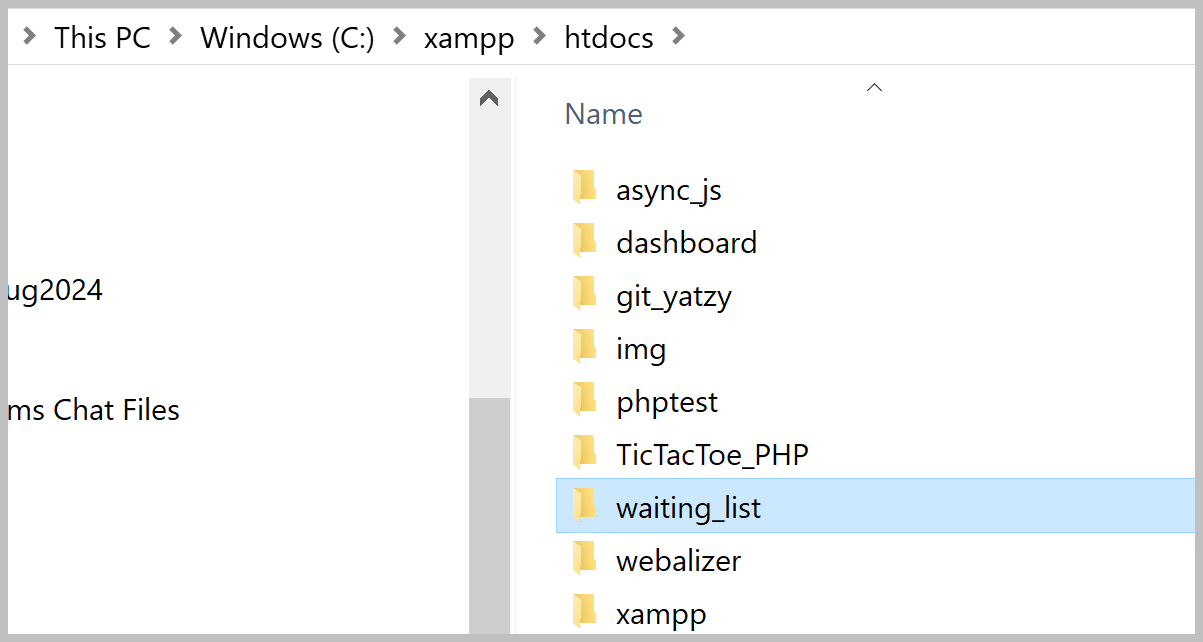 This PC > Windows (C:) > xampp > htdocs >
ug2024
ms Chat Files
Name
async_js
dashboard
git_yatzy
img
phptest
TicTacToe_PHP
waiting_list
webalizer
xampp